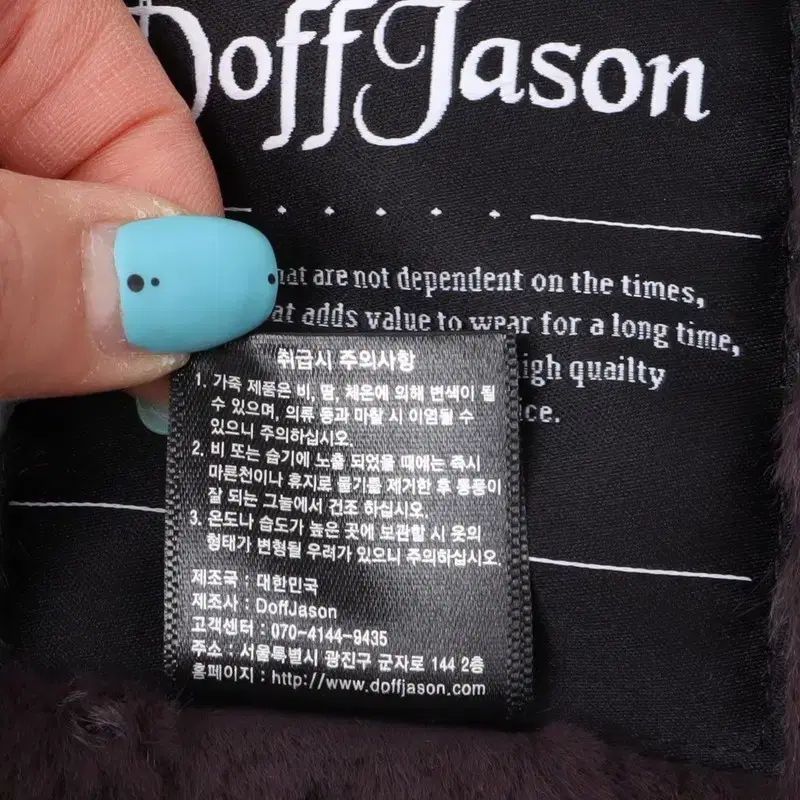 DoffJason
hat are not dependent on the times,
at adds value to wear for a long time,
high quailty
ce.
취급시 주의사항
1. 가죽 제품은 비, 땀, 채온에 의해 변색이 될
수 있으며, 의류 등과 마찰 시 이염될 수
있으니 주의하십시오.
2. 비 또는 습기에 노출 되었을 때에는 즉시
마른천이나 휴지로 물기를 제거한 후 통풍이
잘 되는 그늘에서 건조 하십시오.
3. 온도나 습도가 높은 곳에 보관할 시 옷의
형태가 변형될 우려가 있으니 주의하십시오.
제조국 : 대한민국
제조사 : DoffJason
고객센터 : 070-4144-9435
주소 : 서울특별시 광진구 군자로 144 2층
홈페이지 : http://www.doffjason.com